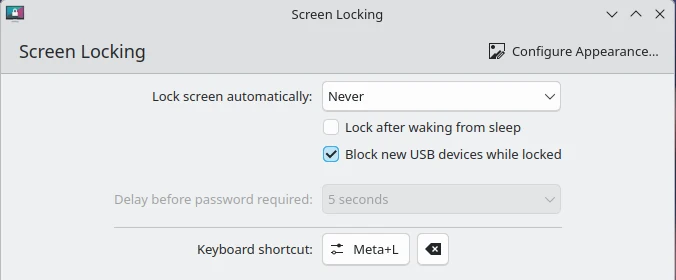 Screen Locking
Screen Locking
Configure Appearance...
Lock screen automatically: Never
Lock after waking from sleep
Block new USB devices while locked
Delay before password required: 5 seconds
Keyboard shortcut: Meta+L